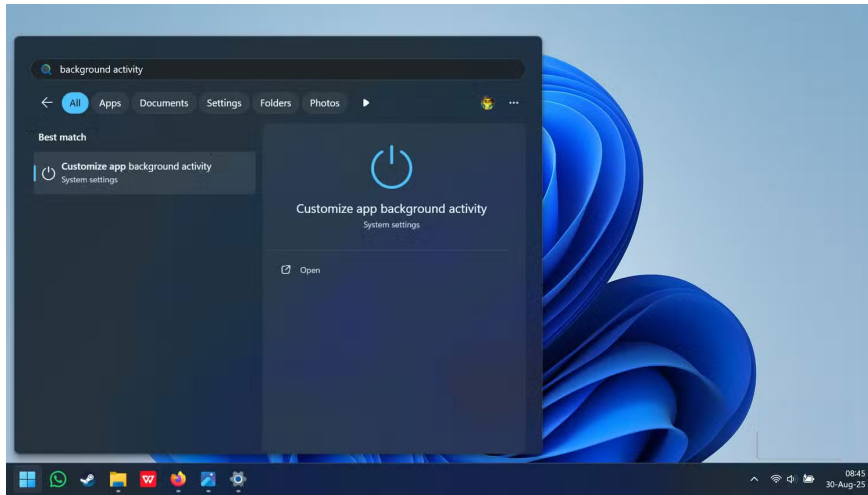 background activity
All Apps Documents Settings Folders Photos
Best match
Customize app background activity
System settings
Customize app background activity
System settings
Open
W
08:45
30-Aug-25